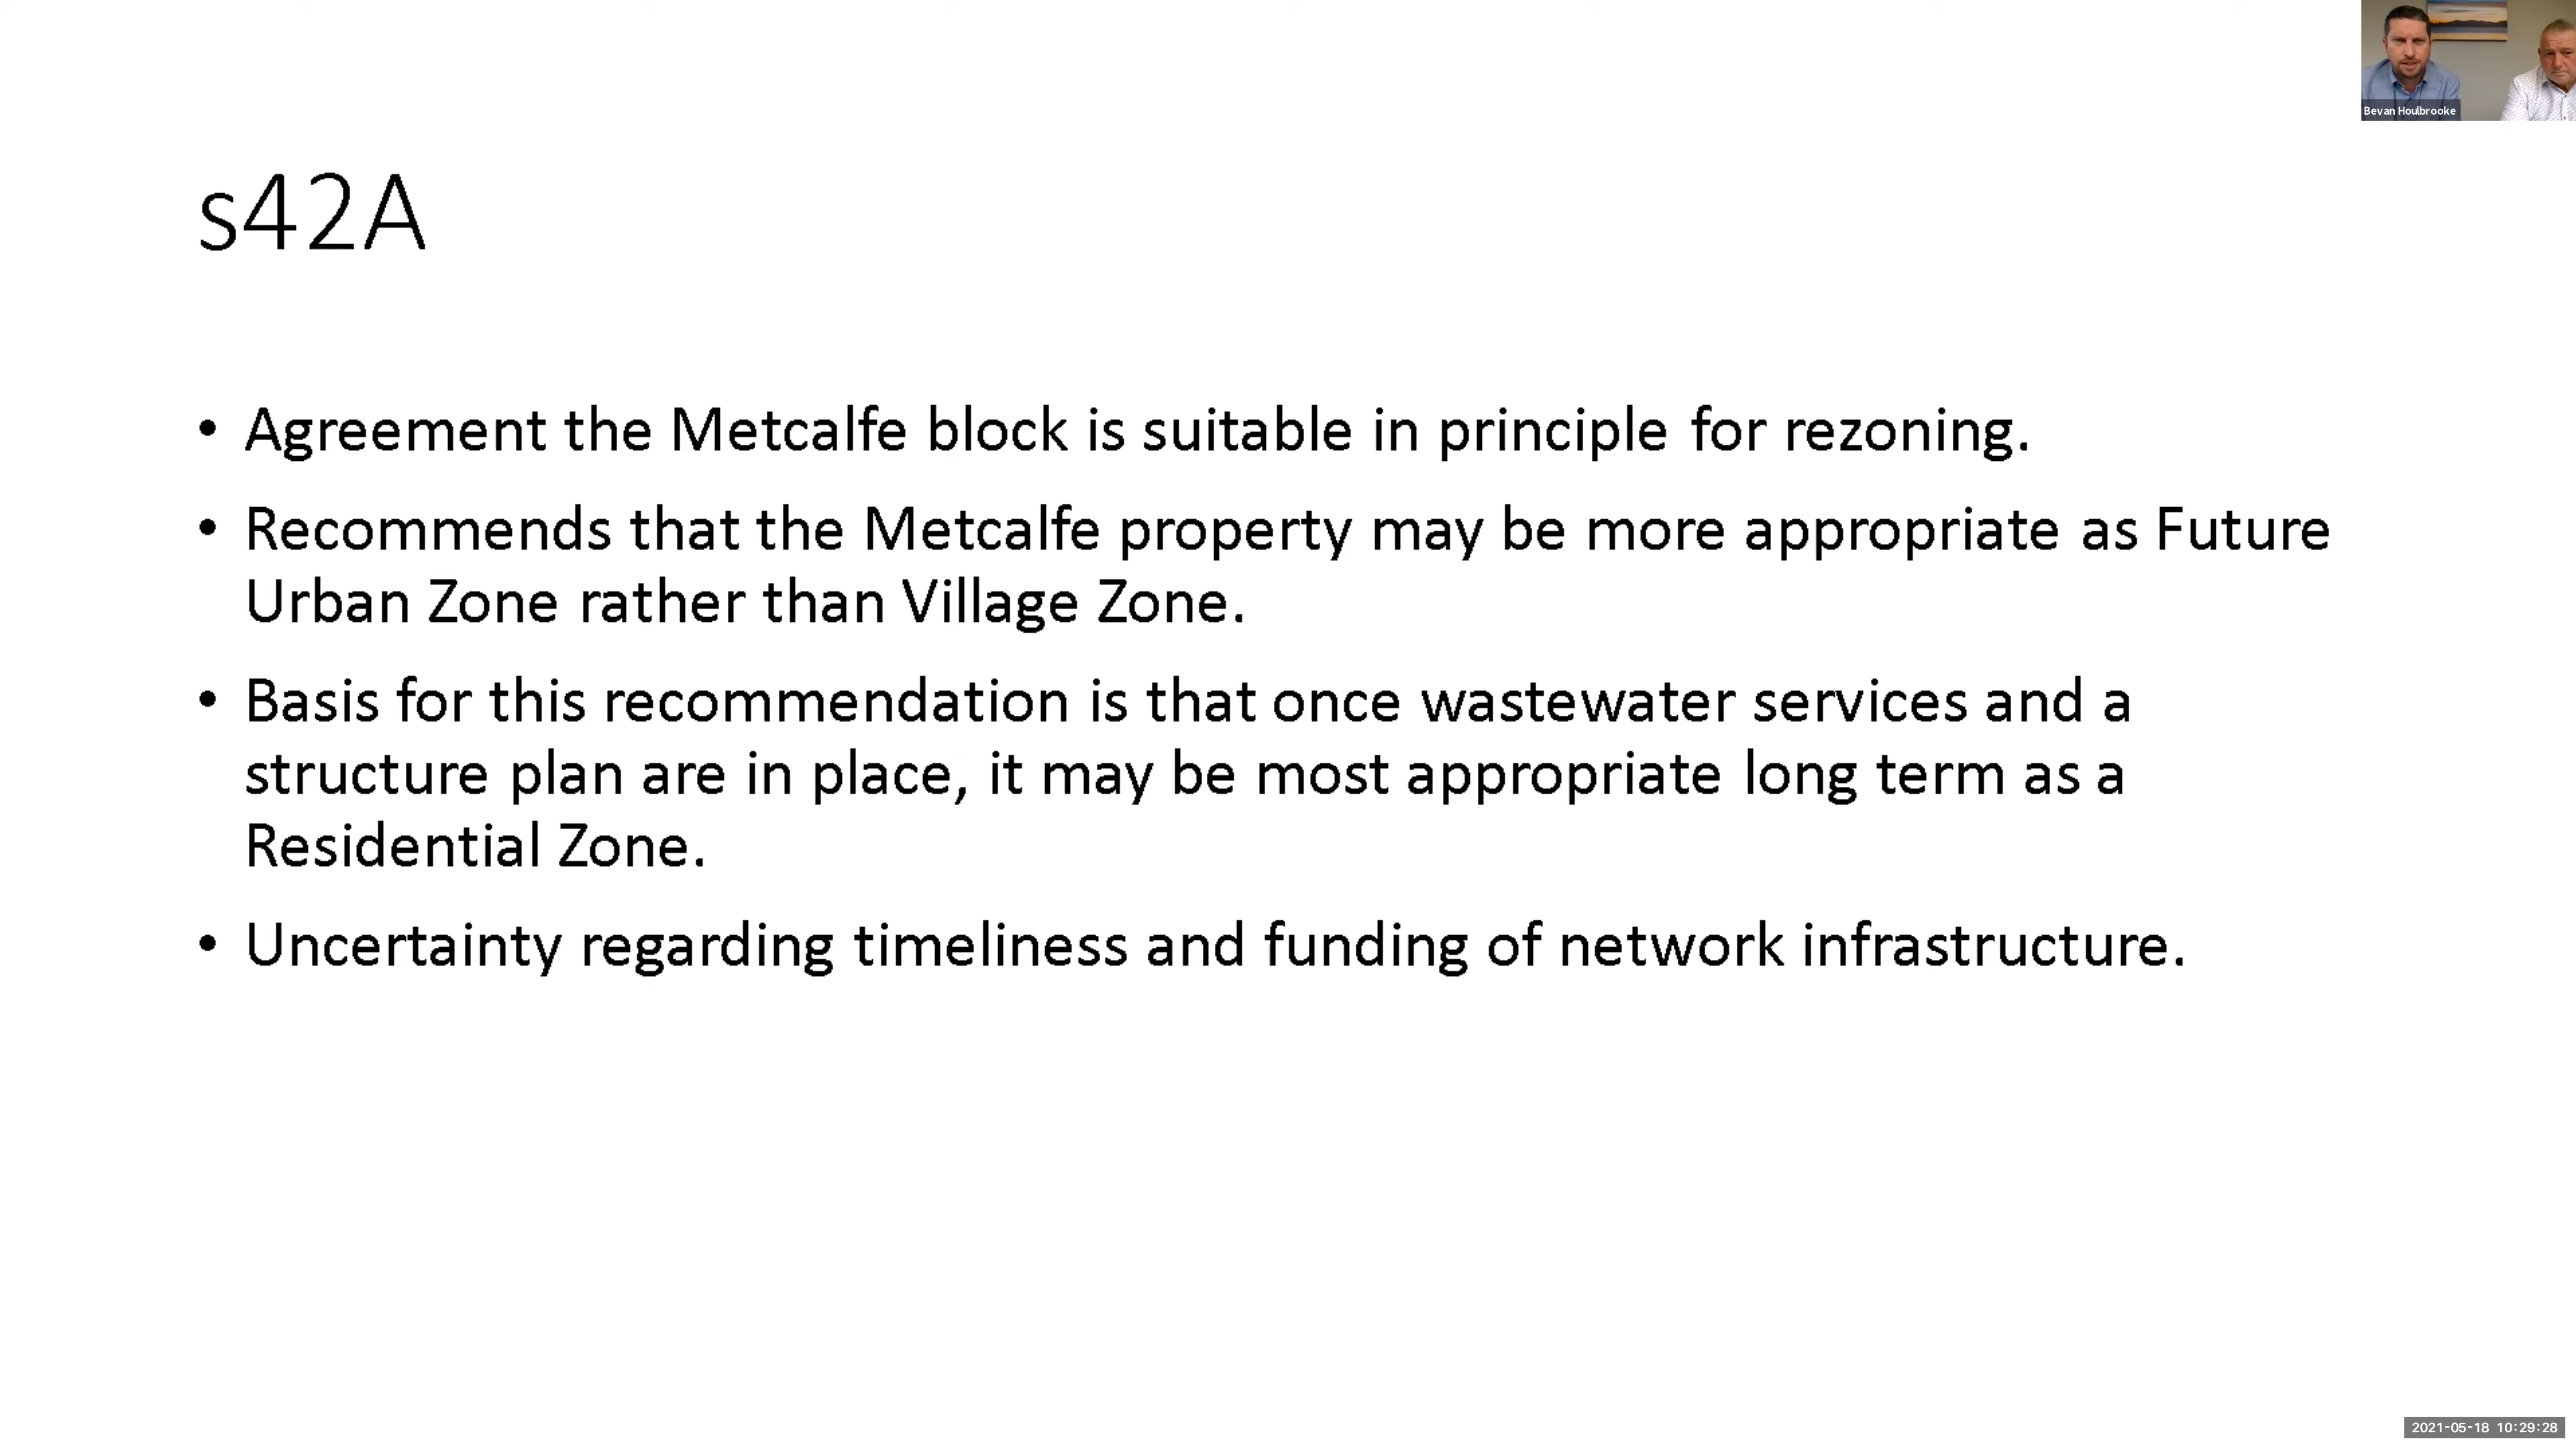 Bevan Houlbrooke
s42A
• Agreement the Metcalfe block is suitable in principle for rezoning.
• Recommends that the Metcalfe property may be more appropriate as Future
Urban Zone rather than Village Zone.
• Basis for this recommendation is that once wastewater services and a
structure plan are in place, it may be most appropriate long term as a
Residential Zone.
• Uncertainty regarding timeliness and funding of network infrastructure.
2021-05-18 10:29:28